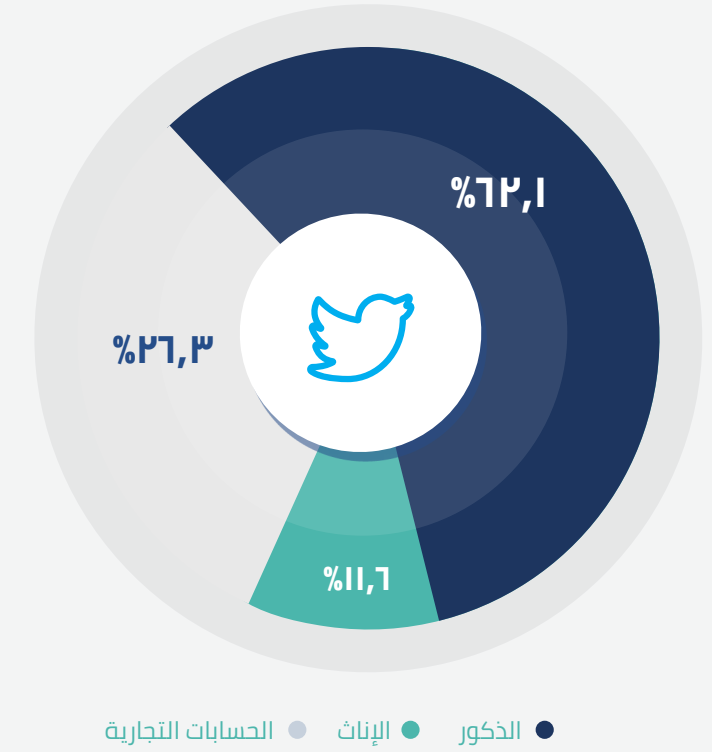 ٦٢,١%
٢٦,٣%
١١,٦%
الذكور
الإناث
الحسابات التجارية